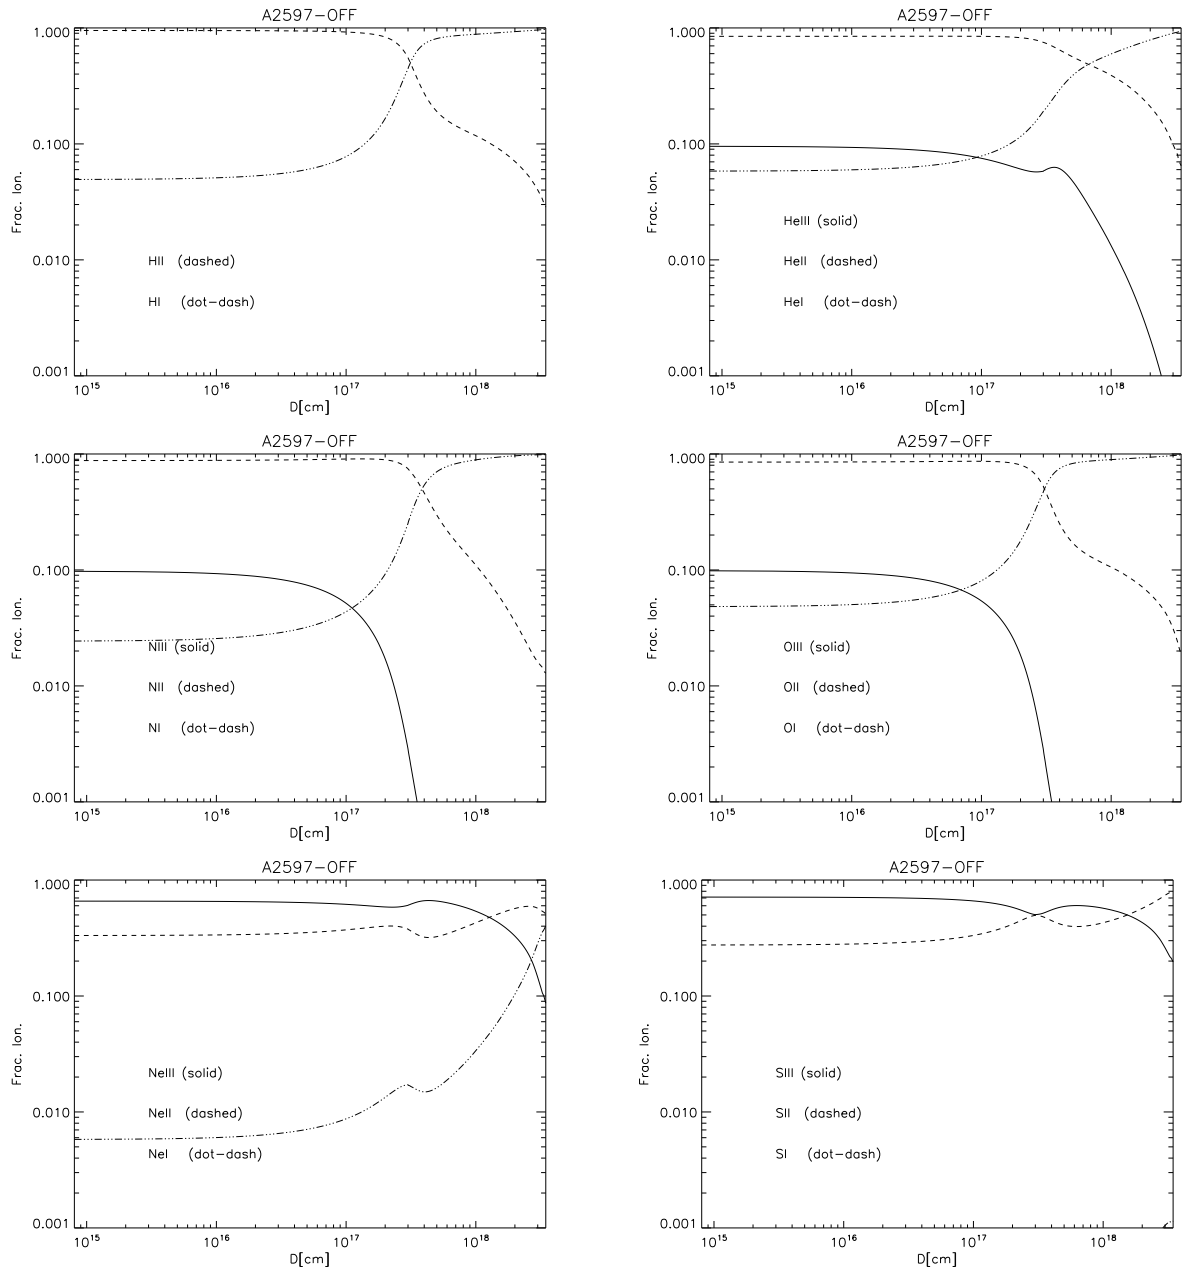 A2597-OFF
1.000
0.100
0.010
0.001
Frac. Ion.
HII (dashed)
HI (dot-dash)
10^15 10^16 10^17 10^18
D[cm]
A2597-OFF
1.000
0.100
0.010
0.001
Frac. Ion.
HeIII (solid)
HeII (dashed)
HeI (dot-dash)
10^15 10^16 10^17 10^18
D[cm]
A2597-OFF
1.000
0.100
0.010
0.001
Frac. Ion.
NIII (solid)
NII (dashed)
NI (dot-dash)
10^15 10^16 10^17 10^18
D[cm]
A2597-OFF
1.000
0.100
0.010
0.001
Frac. Ion.
OIII (solid)
OII (dashed)
OI (dot-dash)
10^15 10^16 10^17 10^18
D[cm]
A2597-OFF
1.000
0.100
0.010
0.001
Frac. Ion.
NeIII (solid)
NeII (dashed)
NeI (dot-dash)
10^15 10^16 10^17 10^18
D[cm]
A2597-OFF
1.000
0.100
0.010
0.001
Frac. Ion.
SIII (solid)
SII (dashed)
SI (dot-dash)
10^15 10^16 10^17 10^18
D[cm]